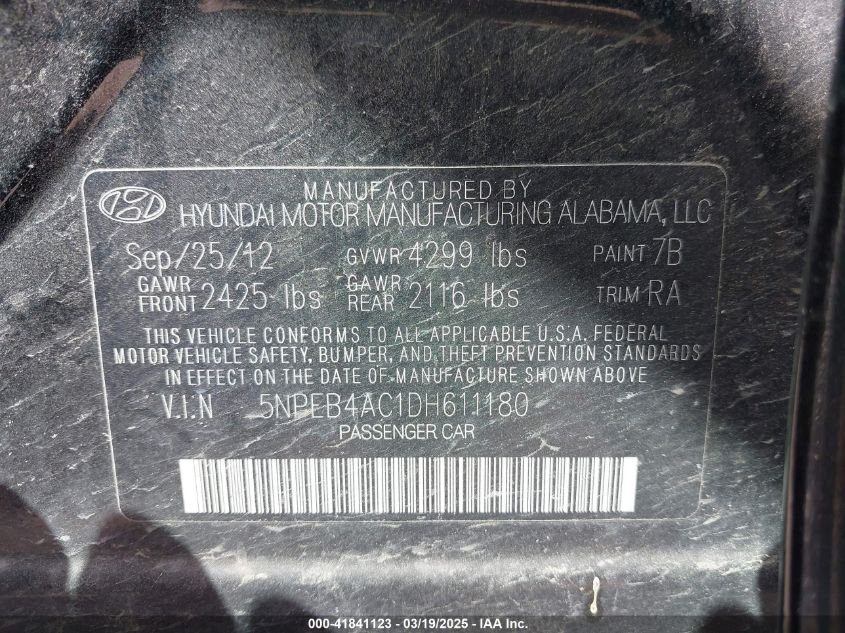 MANUFACTURED BY
HYUNDAI MOTOR MANUFACTURING ALABAMA, LLC
Sep/25/12 GVWR 4299 lbs PAINT 7B
GAWR FRONT 2425 lbs GAWR REAR 2116 lbs TRIM RA
THIS VEHICLE CONFORMS TO ALL APPLICABLE U.S.A. FEDERAL
MOTOR VEHICLE SAFETY, BUMPER, AND THEFT PREVENTION STANDARDS
IN EFFECT ON THE DATE OF MANUFACTURE SHOWN ABOVE.
V.I.N 5NPEB4AC1DH611180
PASSENGER CAR
000-41841123 - 03/19/2025 - IAA Inc.